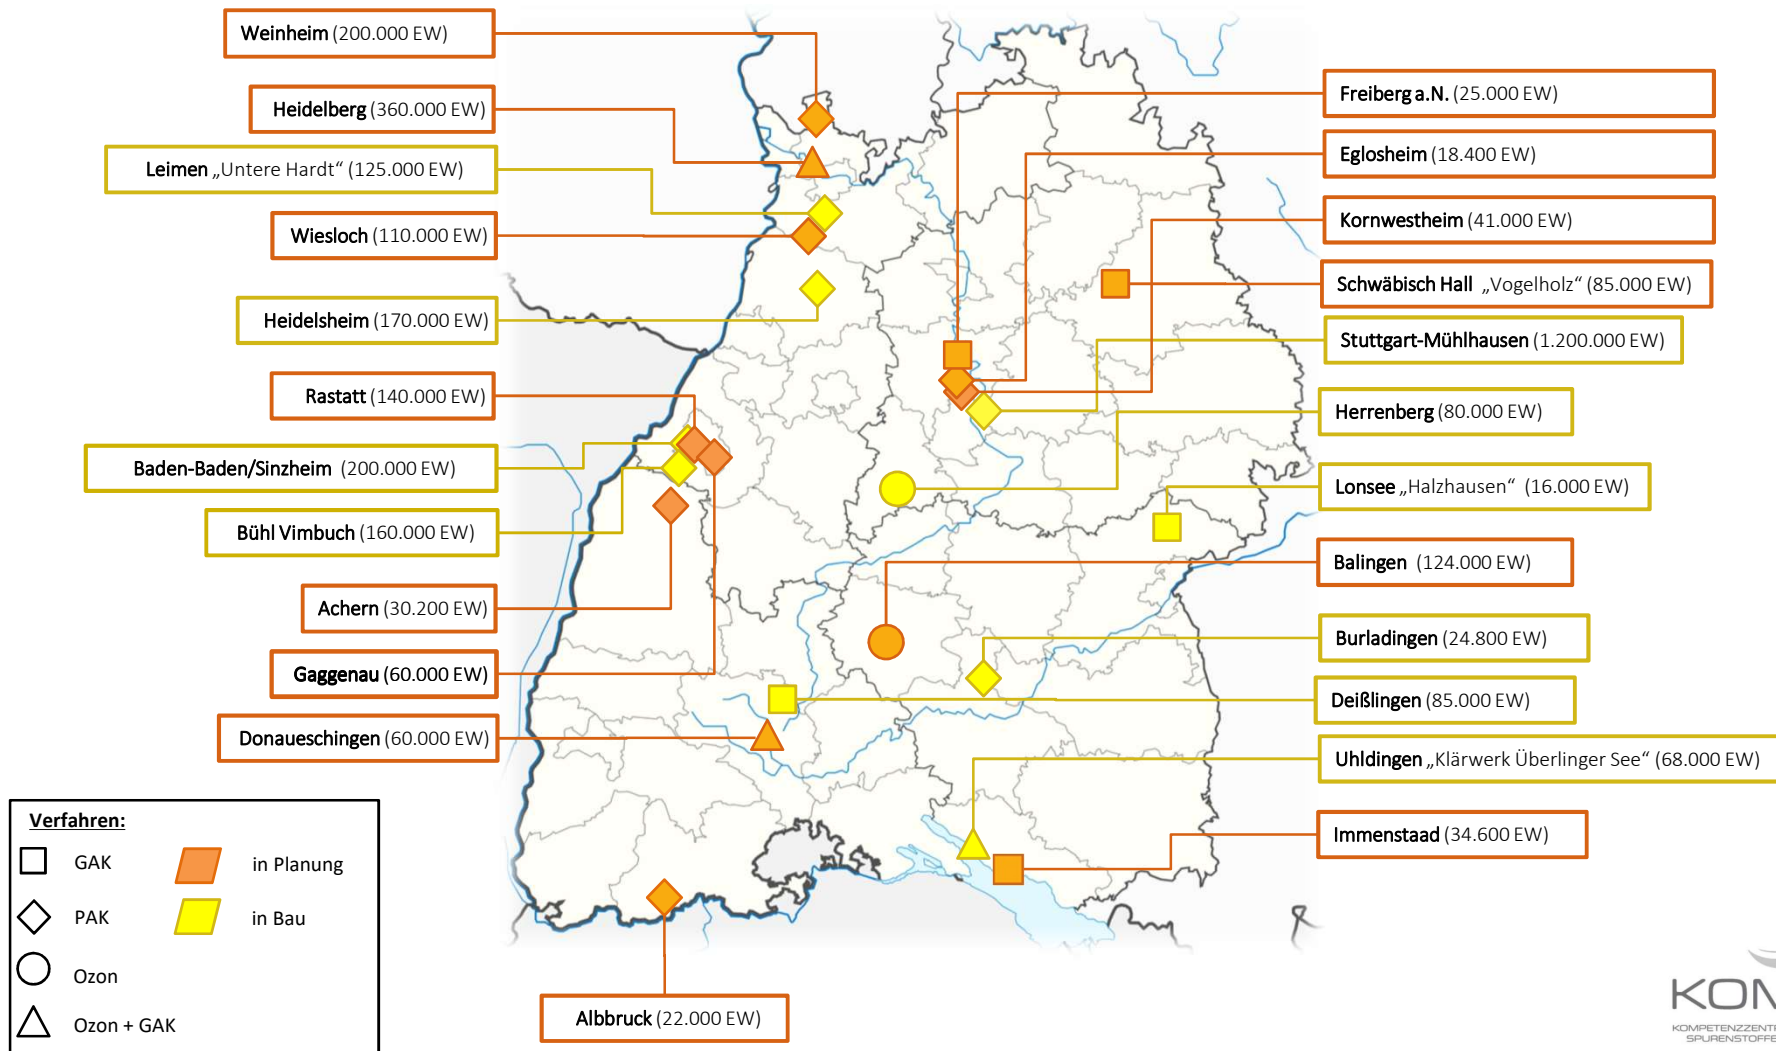 Weinheim (200.000 EW)
Heidelberg (360.000 EW)
Leimen „Untere Hardt“ (125.000 EW)
Wiesloch (110.000 EW)
Heidelsheim (170.000 EW)
Rastatt (140.000 EW)
Baden-Baden/Sinzheim (200.000 EW)
Bühl Vimbuch (160.000 EW)
Achern (30.200 EW)
Gaggenau (60.000 EW)
Donaueschingen (60.000 EW)
Freiberg a.N. (25.000 EW)
Eglosheim (18.400 EW)
Kornwestheim (41.000 EW)
Schwäbisch Hall „Vogelholz“ (85.000 EW)
Stuttgart-Mühlhausen (1.200.000 EW)
Herrenberg (80.000 EW)
Lonsee „Halzhausen“ (16.000 EW)
Balingen (124.000 EW)
Burladingen (24.800 EW)
Deißlingen (85.000 EW)
Uhldingen „Klärwerk Überlinger See“ (68.000 EW)
Immenstaad (34.600 EW)
Albbruck (22.000 EW)
Verfahren:
GAK
in Planung
PAK
in Bau
Ozon
Ozon + GAK